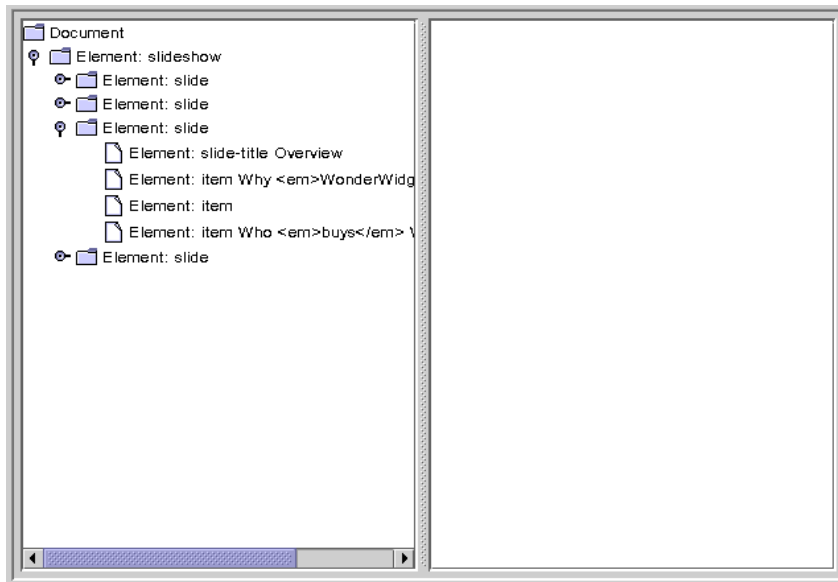 Document
Element: slideshow
Element: slide
Element: slide
Element: slide
Element: slide-title Overview
Element: item Why <em>WonderWidg
Element: item
Element: item Who <em>buys</em>
Element: slide